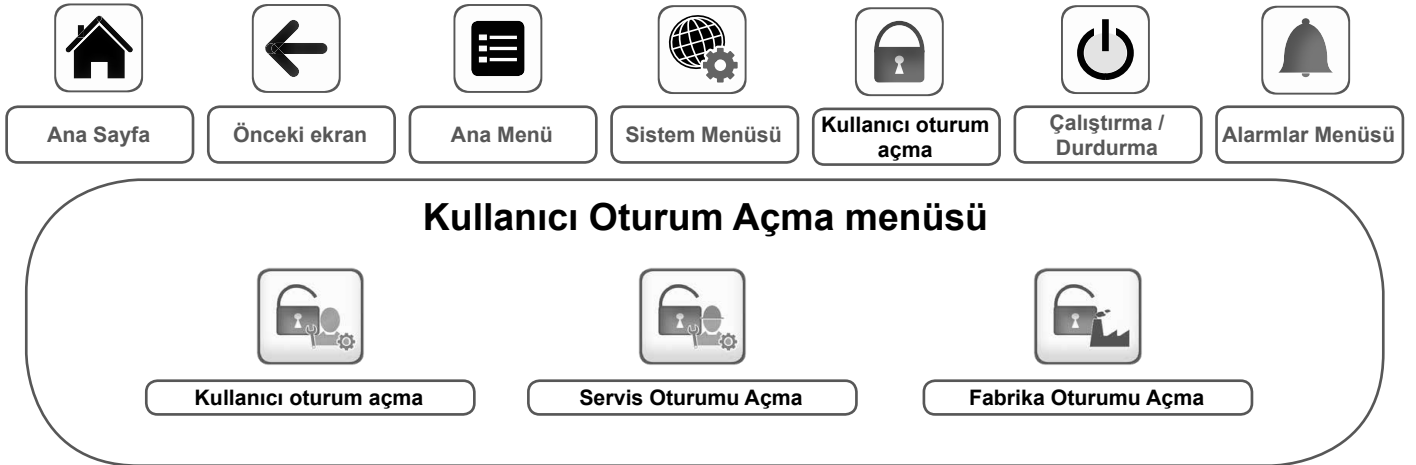 Ana Sayfa
Önceki ekran
Ana Menü
Sistem Menüsü
Kullanıcı oturum
açma
Çalıştırma /
Durdurma
Alarmlar Menüsü
Kullanıcı Oturum Açma menüsü
Kullanıcı oturum açma
Servis Oturumu Açma
Fabrika Oturumu Açma